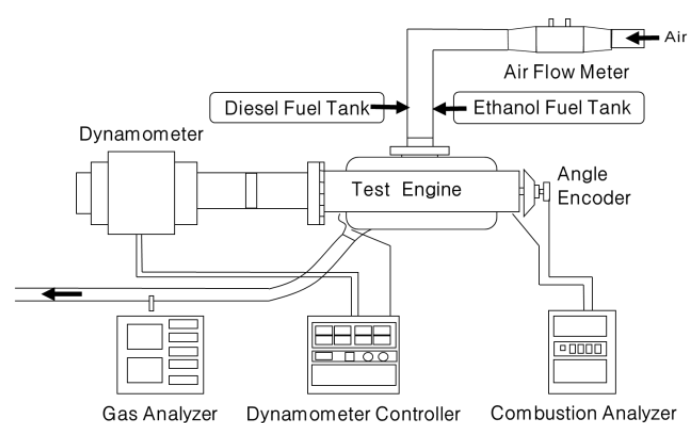 Air
Air Flow Meter
Diesel Fuel Tank
Ethanol Fuel Tank
Dynamometer
Test Engine
Angle
Encoder
Gas Analyzer
Dynamometer Controller
Combustion Analyzer